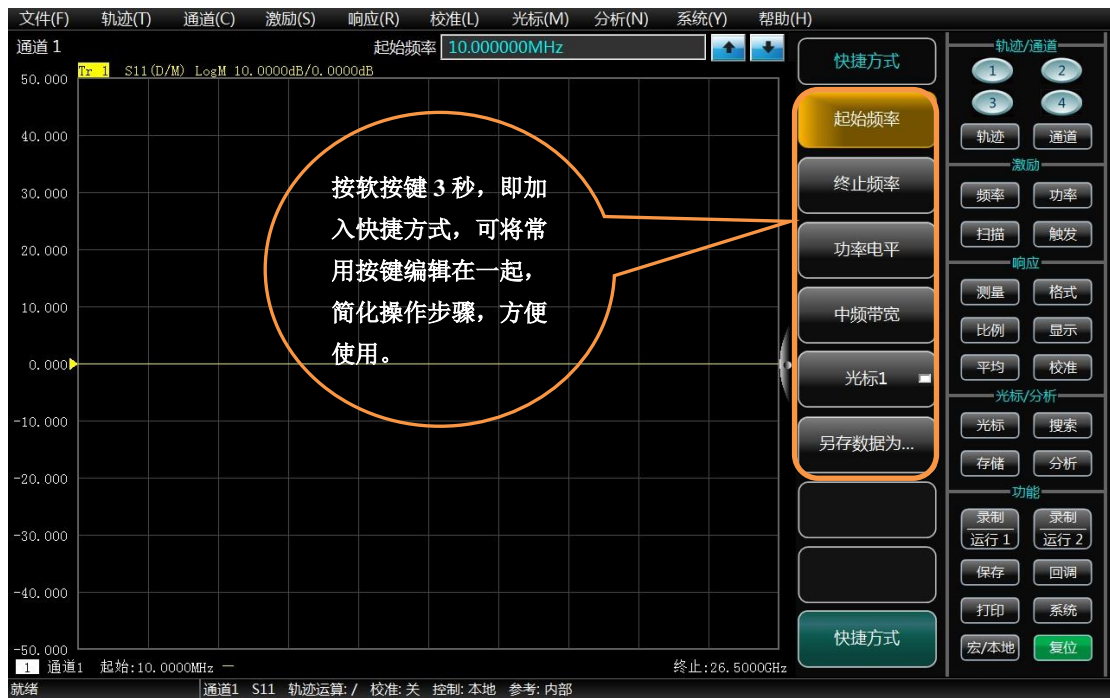 文件(F) 轨迹(T) 通道(C) 激励(S) 响应(R) 校准(L) 光标(M) 分析(N) 系统(Y) 帮助(H)
通道 1 起始频率 10.000000MHz
Tr 1 S11(D/M) LogM 10.0000dB/0.0000dB
50.000
40.000
30.000
20.000
10.000
0.000
-10.000
-20.000
-30.000
-40.000
-50.000
按软按键 3 秒，即加
入快捷方式，可将常
用按键编辑在一起，
简化操作步骤，方便
使用。
1 通道1 起始:10.0000MHz — 终止:26.5000GHz
就绪 通道1 S11 轨迹运算:/ 校准:关 控制:本地 参考:内部
快捷方式
起始频率
终止频率
功率电平
中频带宽
光标1
另存数据为...
快捷方式
轨迹/通道
1 2
3 4
轨迹 通道
激励
频率 功率
扫描 触发
响应
测量 格式
比例 显示
平均 校准
光标/分析
光标 搜索
存储 分析
功能
录制 录制
运行 1 运行 2
保存 回调
打印 系统
宏/本地 复位